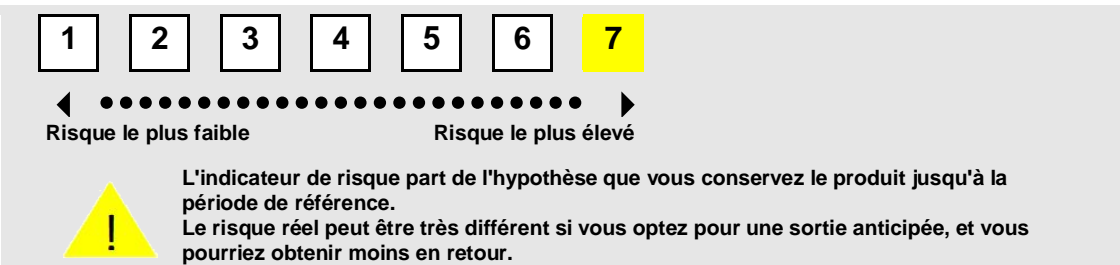 1 2 3 4 5 6 7
Risque le plus faible Risque le plus élevé
L'indicateur de risque part de l'hypothèse que vous conservez le produit jusqu'à la
période de référence.
Le risque réel peut être très différent si vous optez pour une sortie anticipée, et vous
pourriez obtenir moins en retour.
!